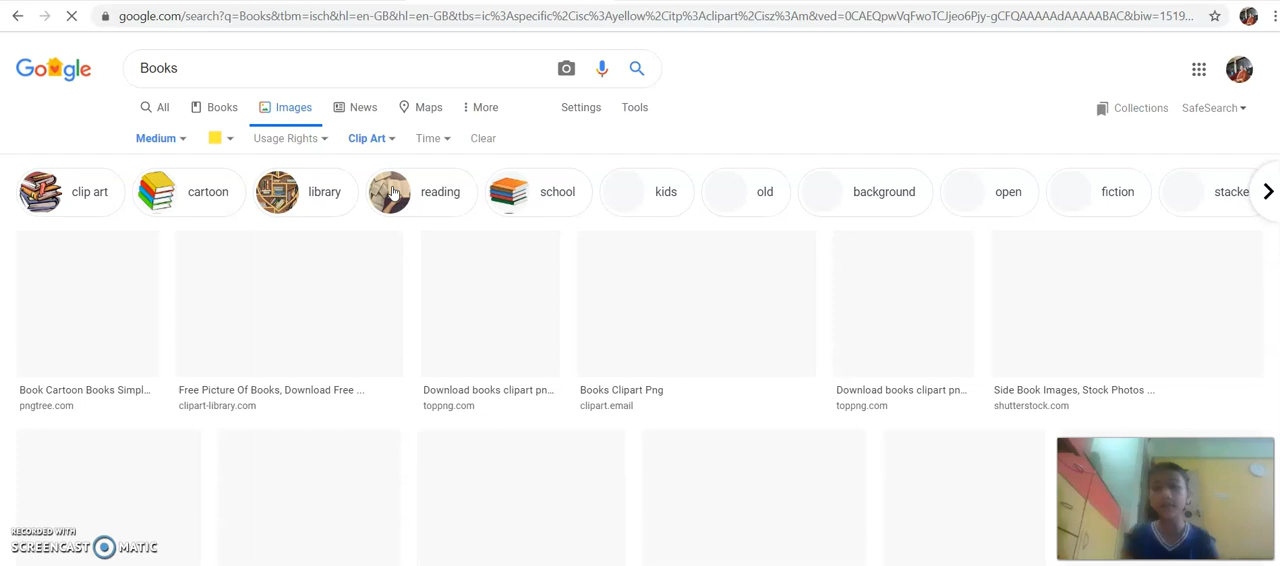 google.com/search?q=Books&tbm=isch&hl=en-GB&hl=en-GB&tbs=ic%3Aspecific%2Cisc%3Ayellow%2Citp%3Aclipart%2Cisz%3Am&ved=0CAEQpwVqFwoTCJjeo6Pjy-gCFQAAAAAdAAAAABAC&biw=1519...
Google
Books
All Books Images News Maps More Settings Tools
Collections SafeSearch
Medium Usage Rights Clip Art Time Clear
clip art cartoon library reading school kids old background open fiction stacke
Book Cartoon Books Simpl... Free Picture Of Books, Download Free ... Download books clipart pn... Books Clipart Png Download books clipart pn... Side Book Images, Stock Photos ...
pngtree.com clipart-library.com toppng.com clipart.email toppng.com shutterstock.com
RECORDED WITH
SCREENCAST MATIC